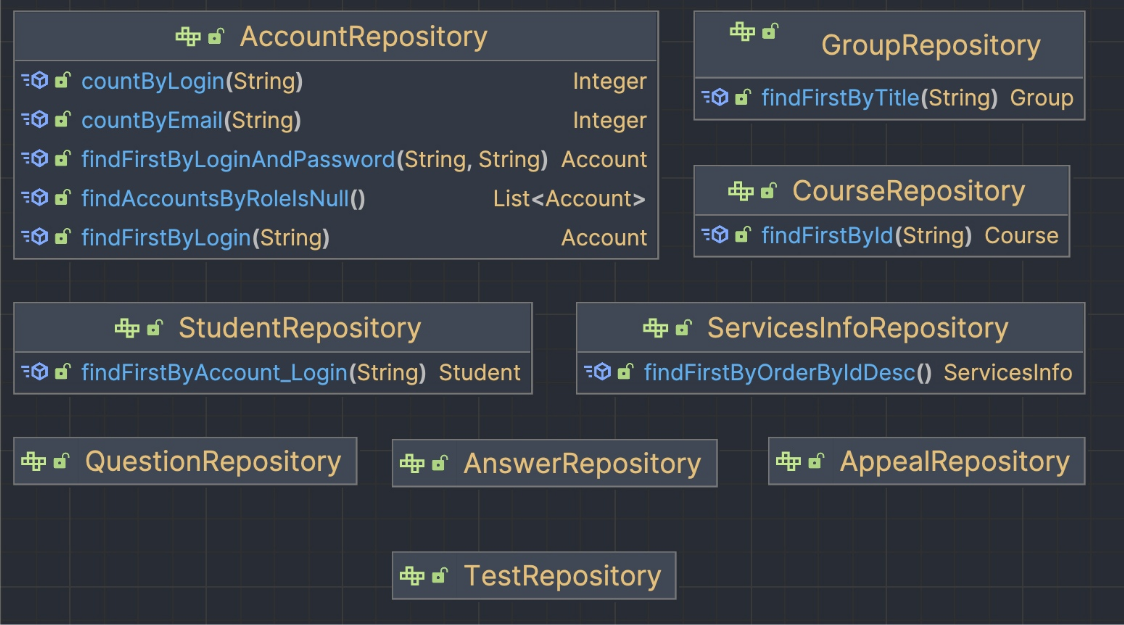 AccountRepository
countByLogin(String) Integer
countByEmail(String) Integer
findFirstByLoginAndPassword(String, String) Account
findAccountsByRoleIsNull() List<Account>
findFirstByLogin(String) Account
GroupRepository
findFirstByTitle(String) Group
CourseRepository
findFirstById(String) Course
StudentRepository
findFirstByAccount_Login(String) Student
ServicesInfoRepository
findFirstByOrderByIdDesc() ServicesInfo
QuestionRepository
AnswerRepository
AppealRepository
TestRepository